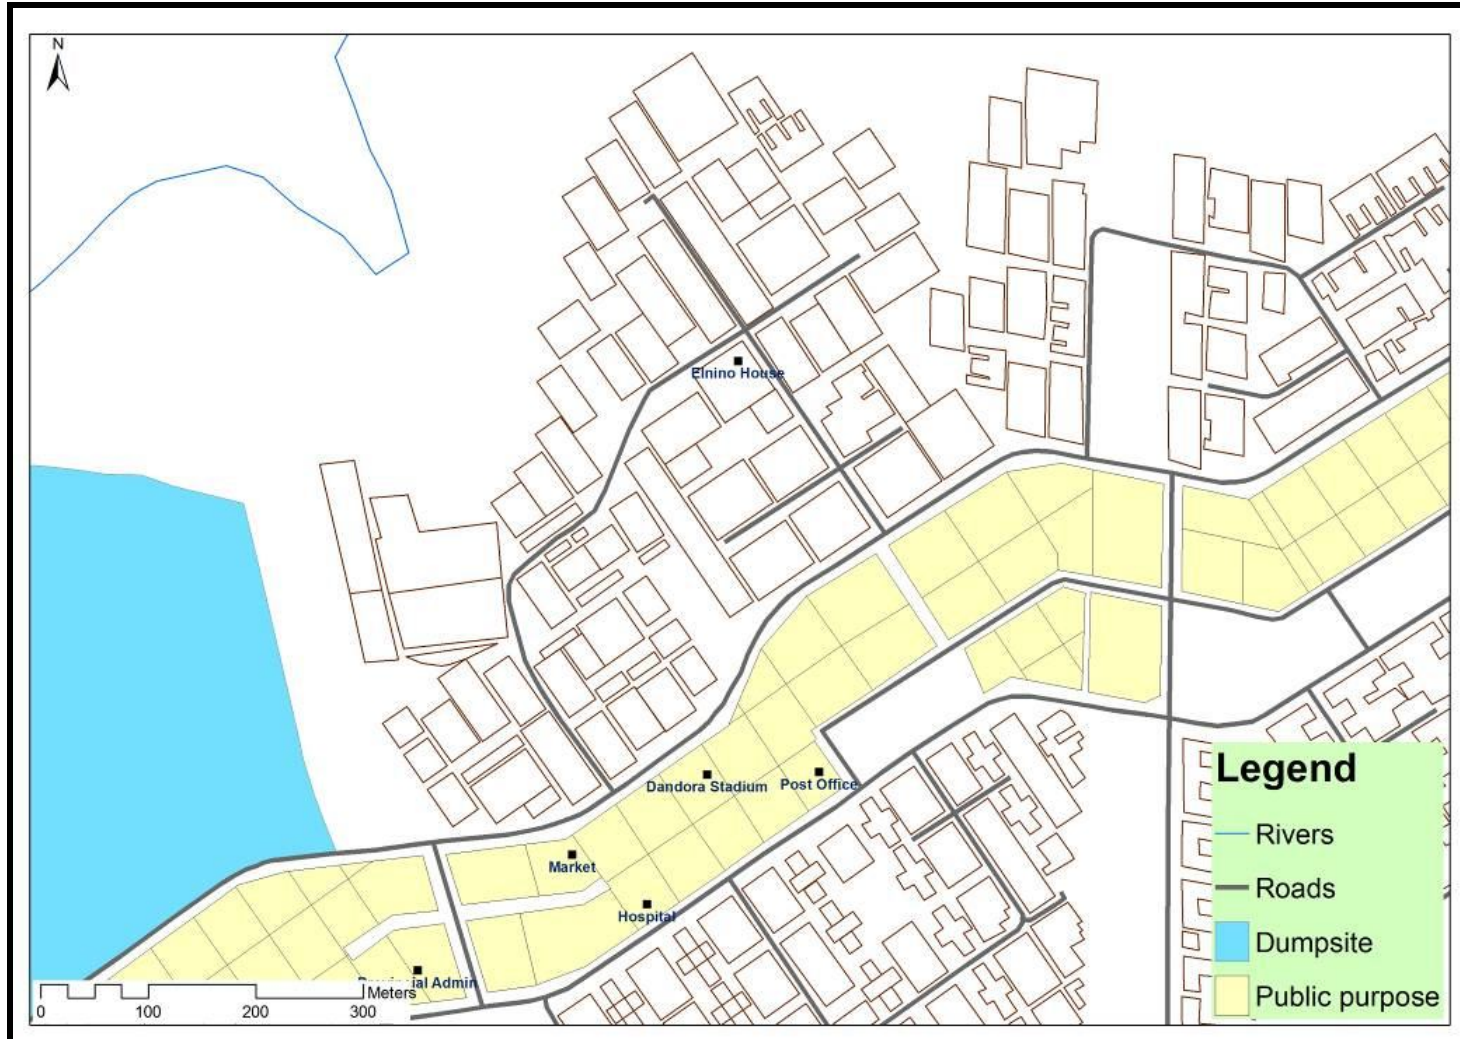 N
Elnino House
Dandora Stadium
Post Office
Market
Hospital
Admin
Meters
0 100 200 300
Legend
Rivers
Roads
Dumpsite
Public purpose